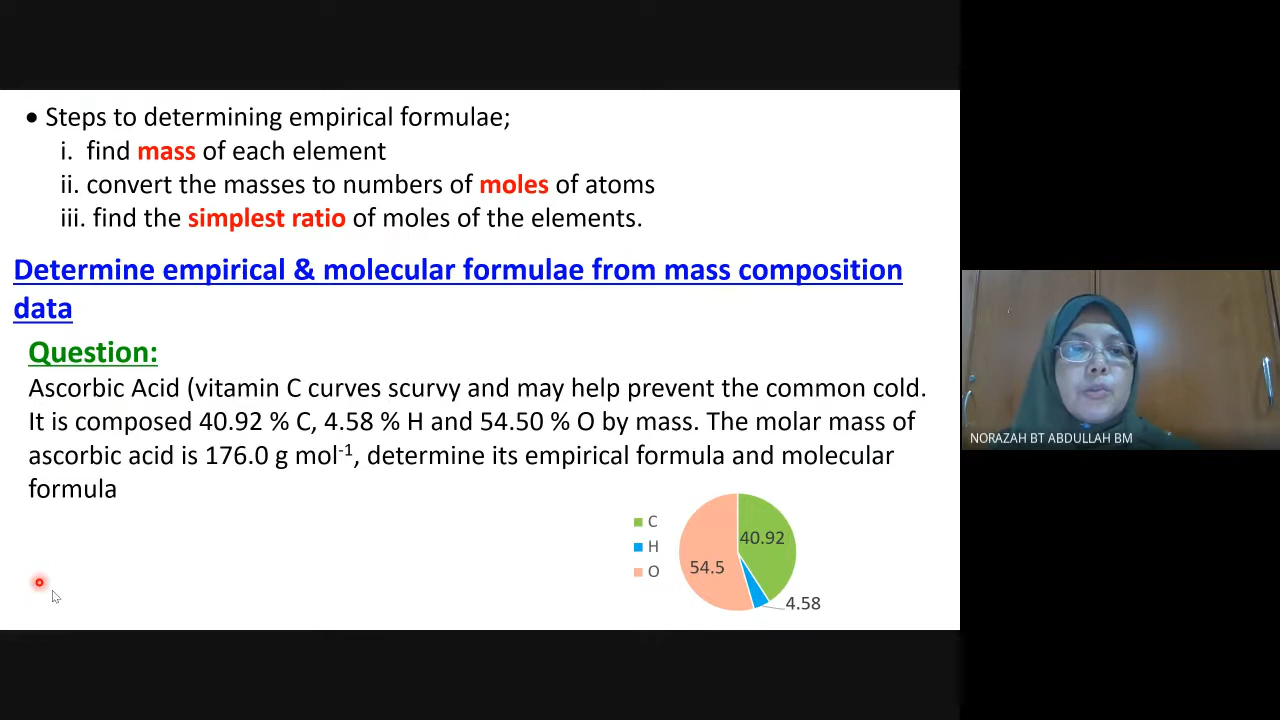 • Steps to determining empirical formulae;
i. find mass of each element
ii. convert the masses to numbers of moles of atoms
iii. find the simplest ratio of moles of the elements.
Determine empirical & molecular formulae from mass composition
data
Question:
Ascorbic Acid (vitamin C curves scurvy and may help prevent the common cold.
It is composed 40.92 % C, 4.58 % H and 54.50 % O by mass. The molar mass of
ascorbic acid is 176.0 g mol⁻¹, determine its empirical formula and molecular
formula
C
H
O
40.92
54.5
4.58
NORAZAH BT ABDULLAH BM